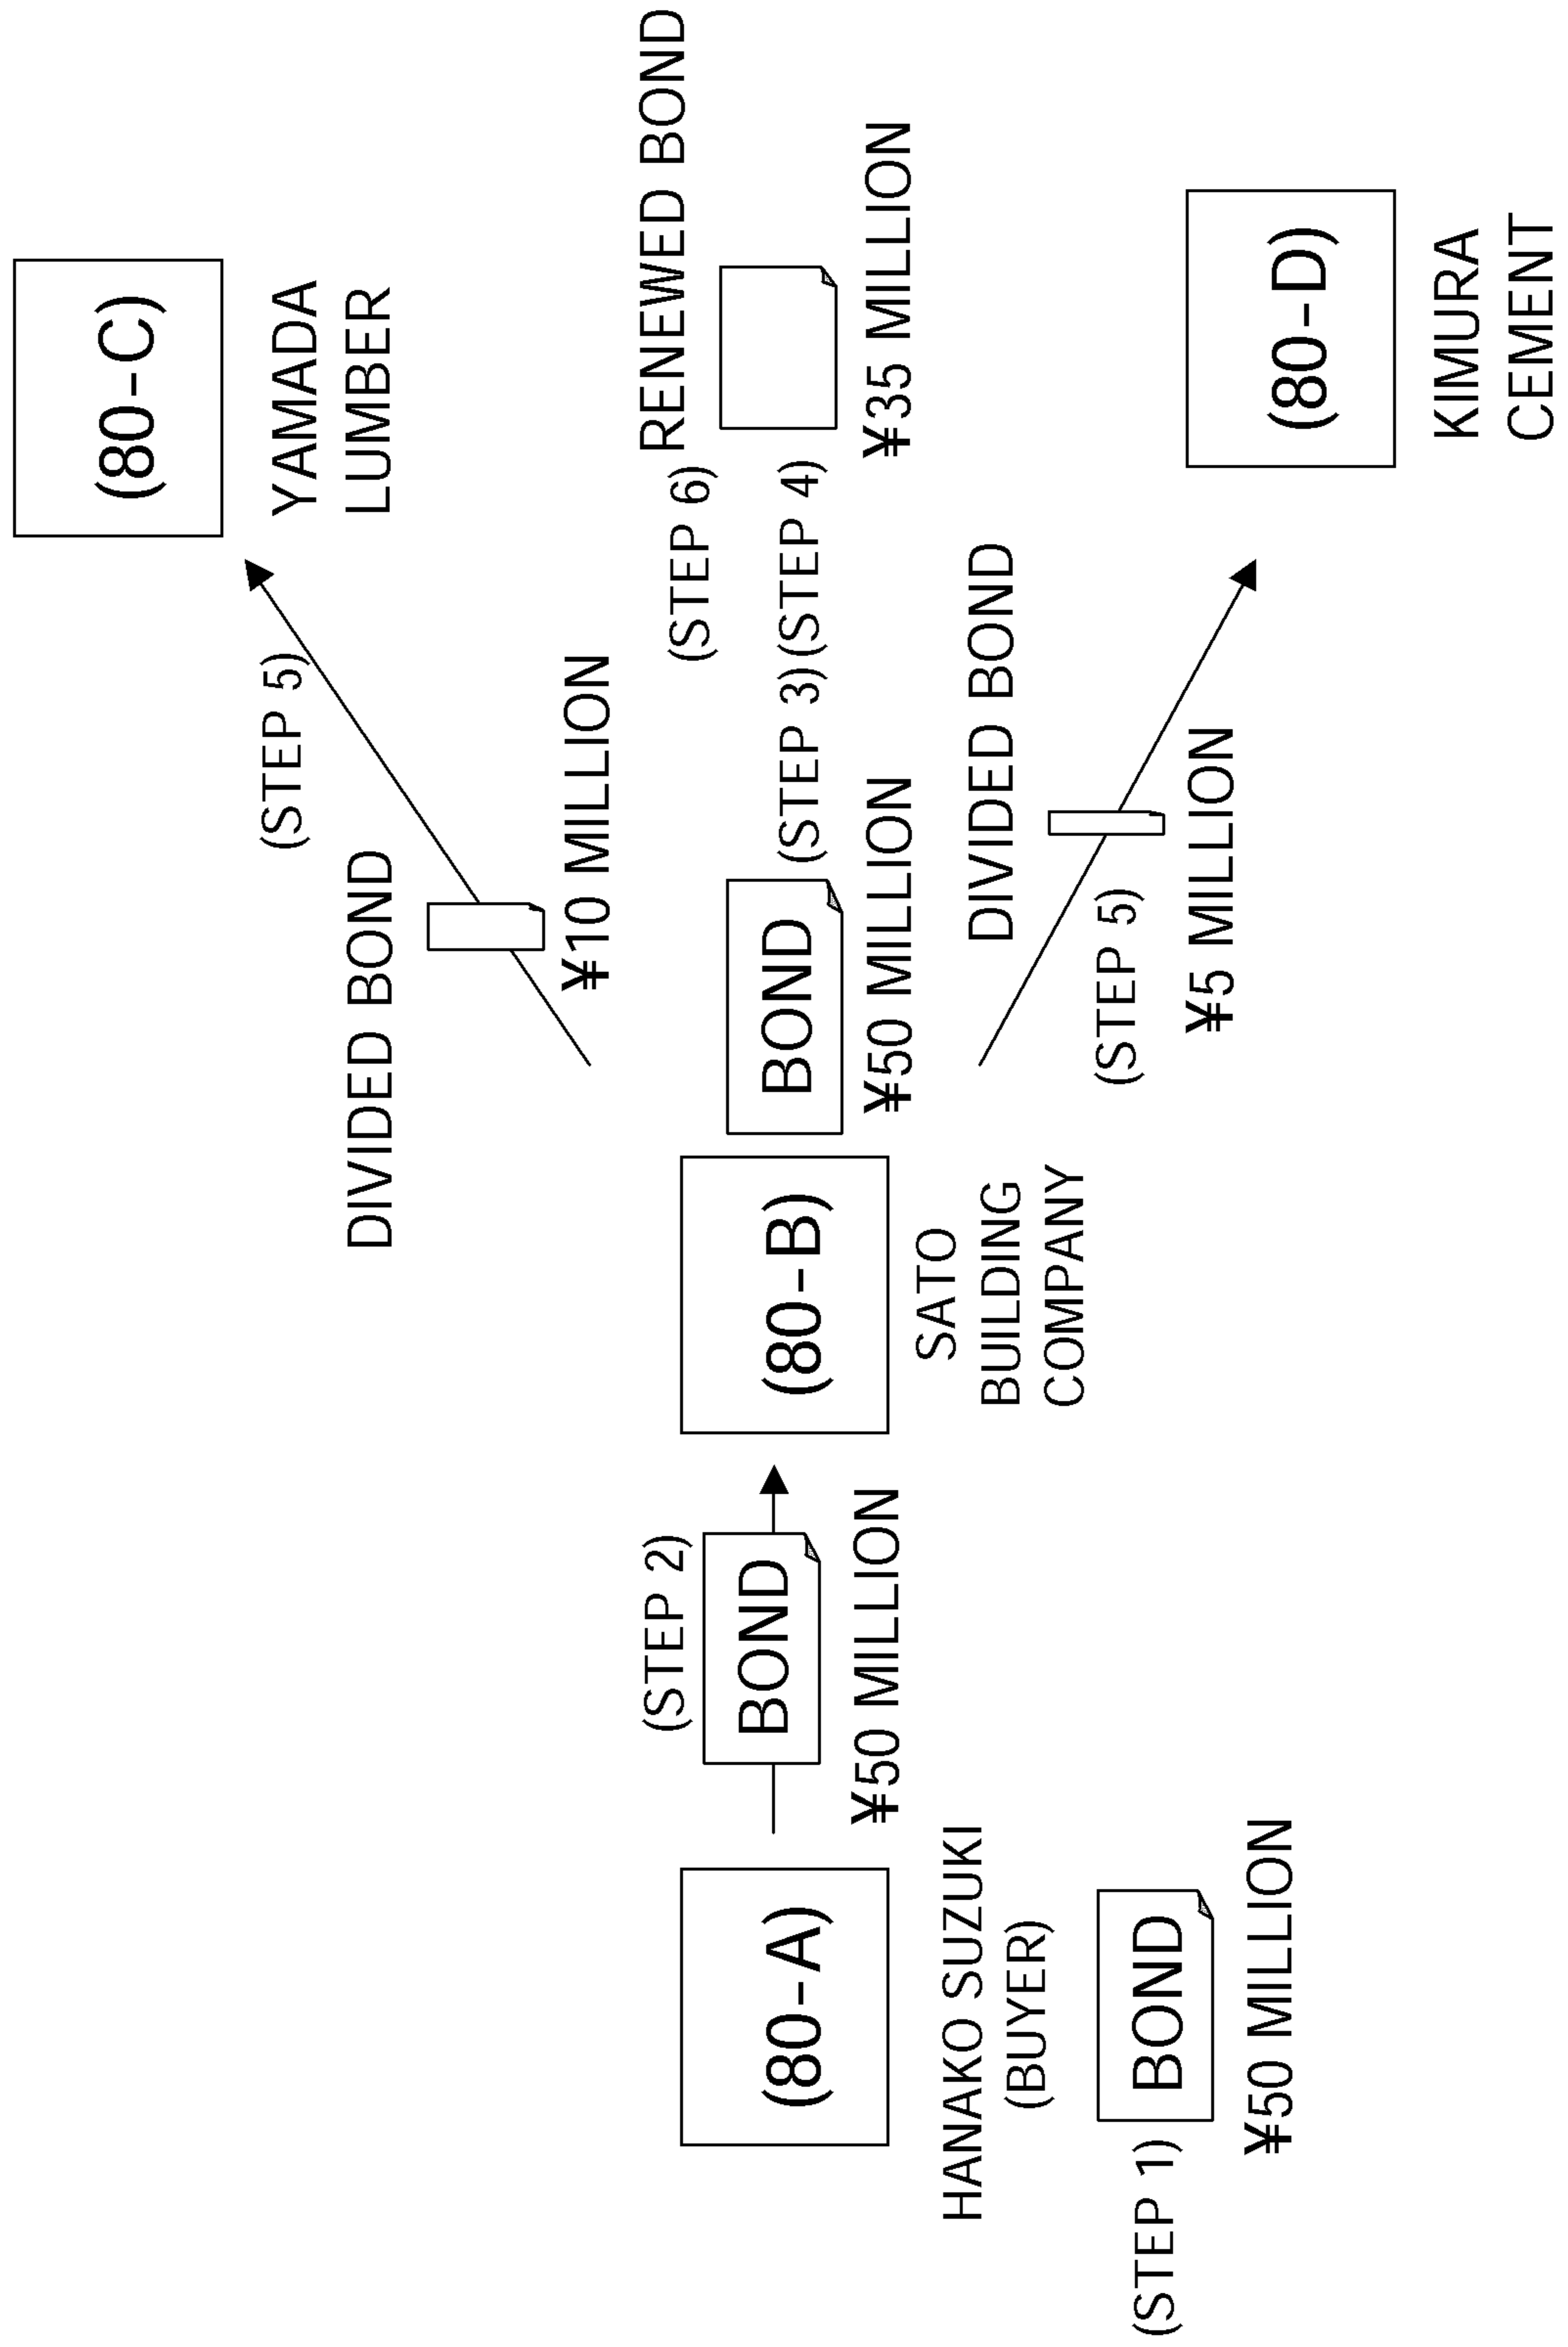 (80-A)
HANAKO SUZUKI
(BUYER)
(STEP 1)
BOND
¥50 MILLION
(STEP 2)
BOND
¥50 MILLION
(80-B)
SATO
BUILDING
COMPANY
BOND
¥50 MILLION
(STEP 3)(STEP 4)
DIVIDED BOND
¥10 MILLION
(STEP 5)
(80-C)
YAMADA
LUMBER
(STEP 6)
RENEWED BOND
¥35 MILLION
DIVIDED BOND
(STEP 5)
¥5 MILLION
(80-D)
KIMURA
CEMENT